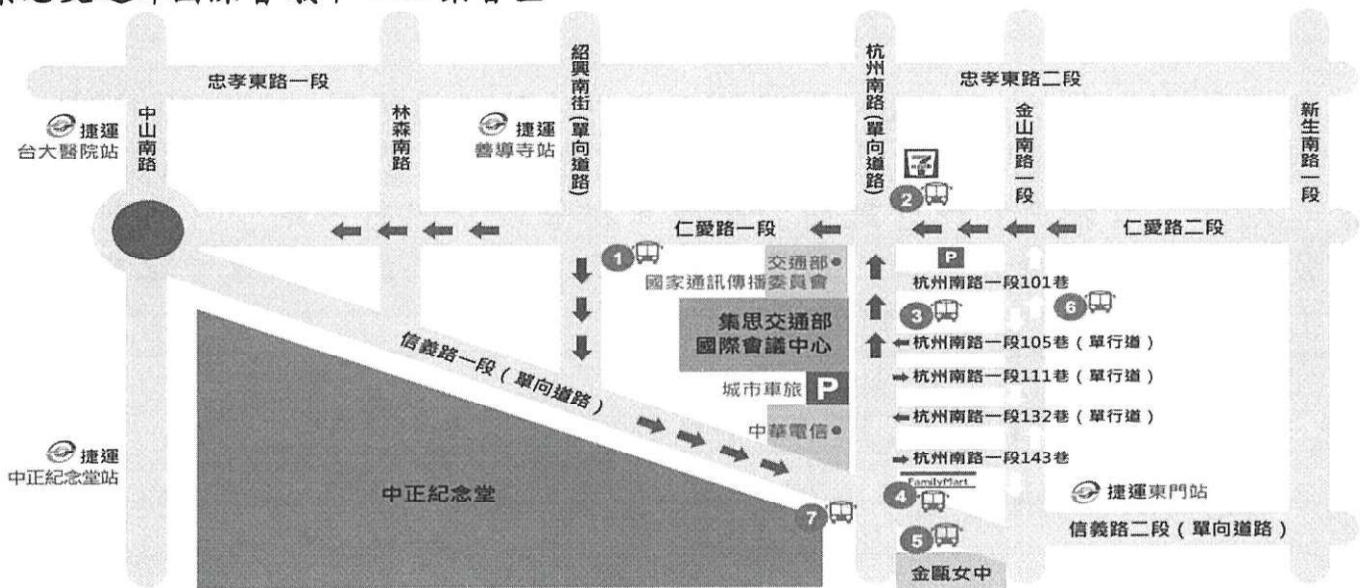 忠孝東路一段
紹興南街(單向道路)
杭州南路(單向道路)
忠孝東路二段
中山南路
林森南路
金山南路一段
新生南路一段
捷運
台大醫院站
捷運
善導寺站
2
仁愛路一段
仁愛路二段
1
交通部
國家通訊傳播委員會
P
杭州南路一段101巷
3
6
集思交通部
國際會議中心
杭州南路一段105巷(單行道)
信義路一段(單向道路)
城市車旅 P
杭州南路一段111巷(單行道)
中華電信
杭州南路一段132巷(單行道)
捷運
中正紀念堂站
杭州南路一段143巷
中正紀念堂
FamilyMart
4
捷運東門站
7
5
信義路二段(單向道路)
金甌女中